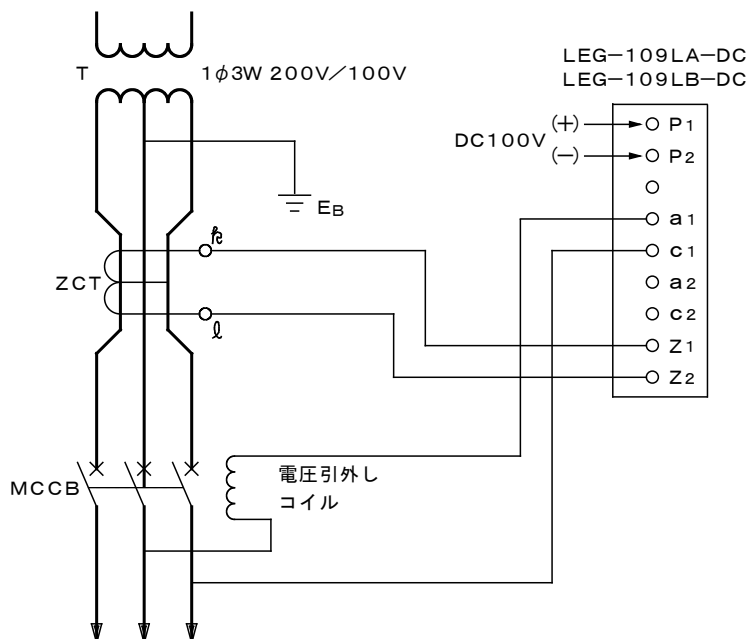 T
1φ3W 200V/100V
LEG-109LA-DC
LEG-109LB-DC
DC100V
(+)
(-)
P1
P2
a1
c1
a2
c2
Z1
Z2
EB
k
ZCT
l
電圧引外し
コイル
MCCB